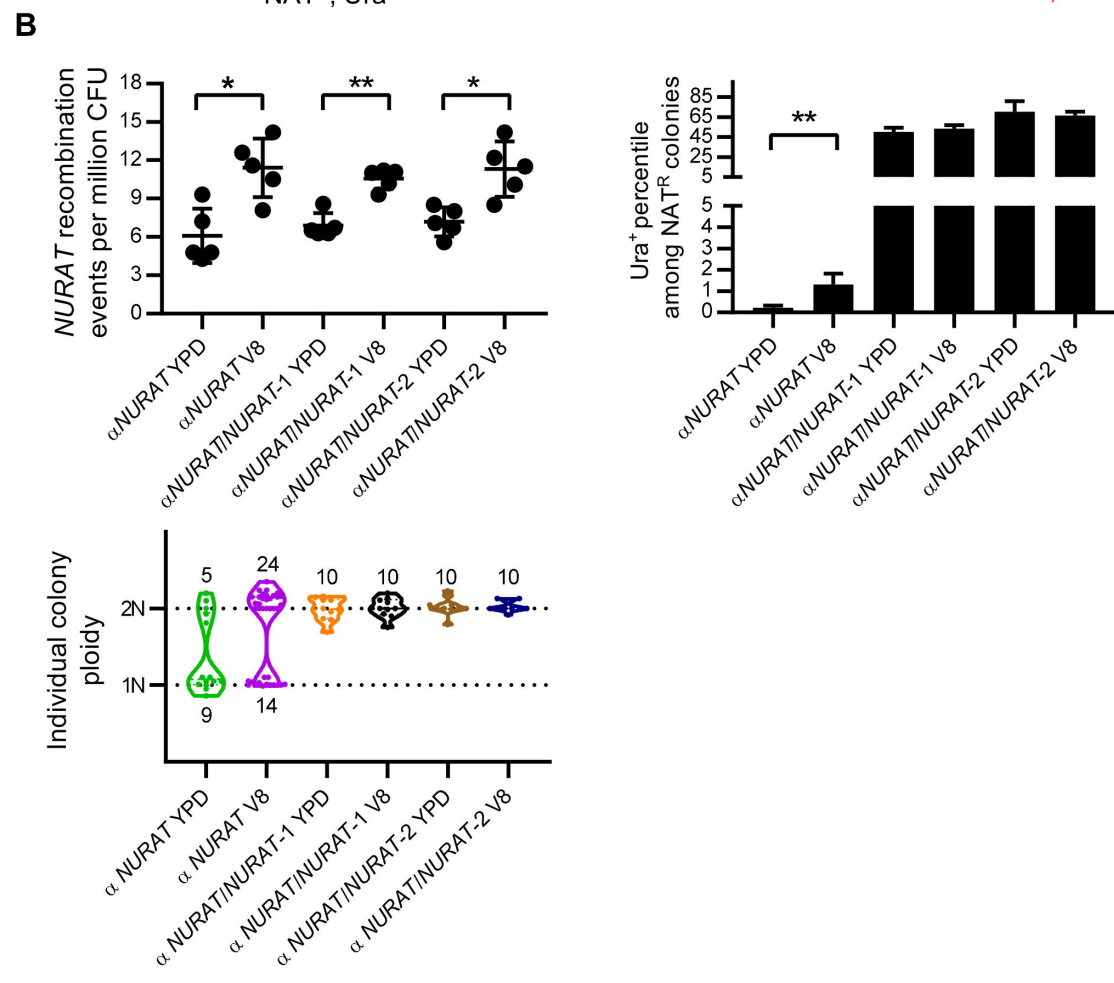 B
NURAT recombination
events per million CFU
18
15
12
9
6
3
0
*
**
*
αNURAT YPD
αNURAT V8
αNURAT/NURAT-1 YPD
αNURAT/NURAT-1 V8
αNURAT/NURAT-2 YPD
αNURAT/NURAT-2 V8
Ura+ percentile
among NATR colonies
85
65
45
25
5
5
4
3
2
1
0
**
αNURAT YPD
αNURAT V8
αNURAT/NURAT-1 YPD
αNURAT/NURAT-1 V8
αNURAT/NURAT-2 YPD
αNURAT/NURAT-2 V8
Individual colony
ploidy
2N
1N
5
24
10
10
10
10
9
14
α NURAT YPD
α NURAT V8
α NURAT/NURAT-1 YPD
α NURAT/NURAT-1 V8
α NURAT/NURAT-2 YPD
α NURAT/NURAT-2 V8